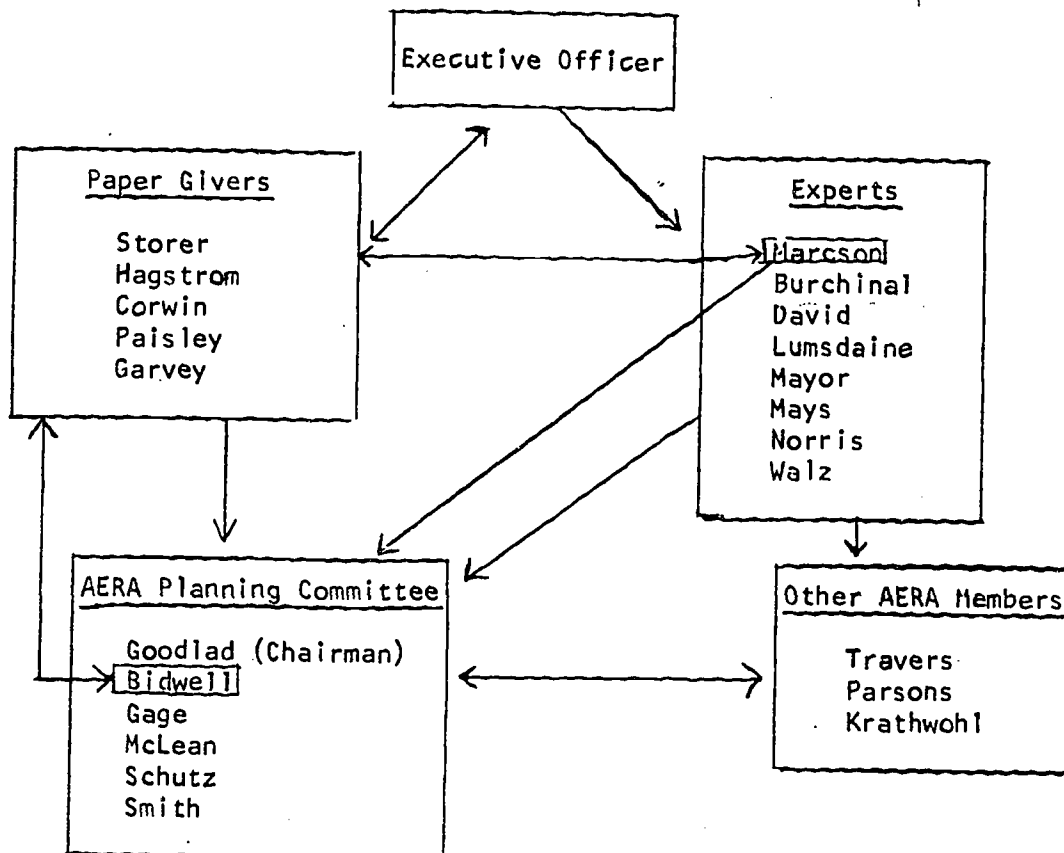 Executive Officer
Paper Givers
Storer
Hagstrom
Corwin
Paisley
Garvey
Experts
Marcson
Burchinal
David
Lumsdaine
Mayor
Mays
Norris
Walz
AERA Planning Committee
Goodlad (Chairman)
Bidwell
Gage
McLean
Schutz
Smith
Other AERA Members
Travers
Parsons
Krathwohl